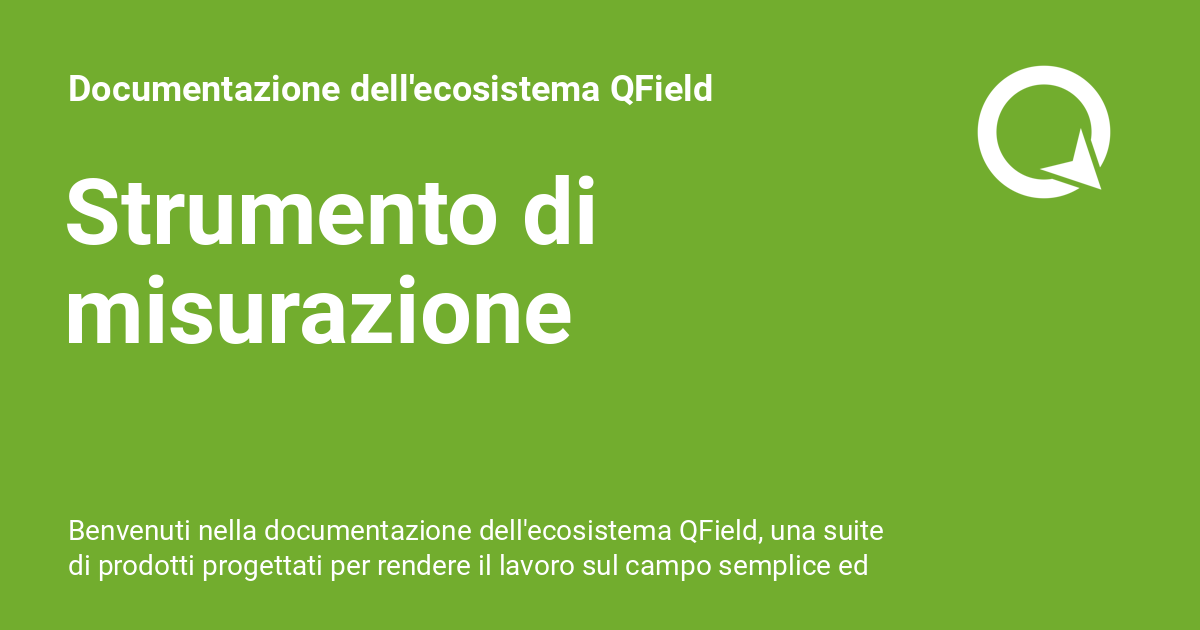 Documentazione dell'ecosistema QField
Strumento di
misurazione
Benvenuti nella documentazione dell'ecosistema QField, una suite
di prodotti progettati per rendere il lavoro sul campo semplice ed